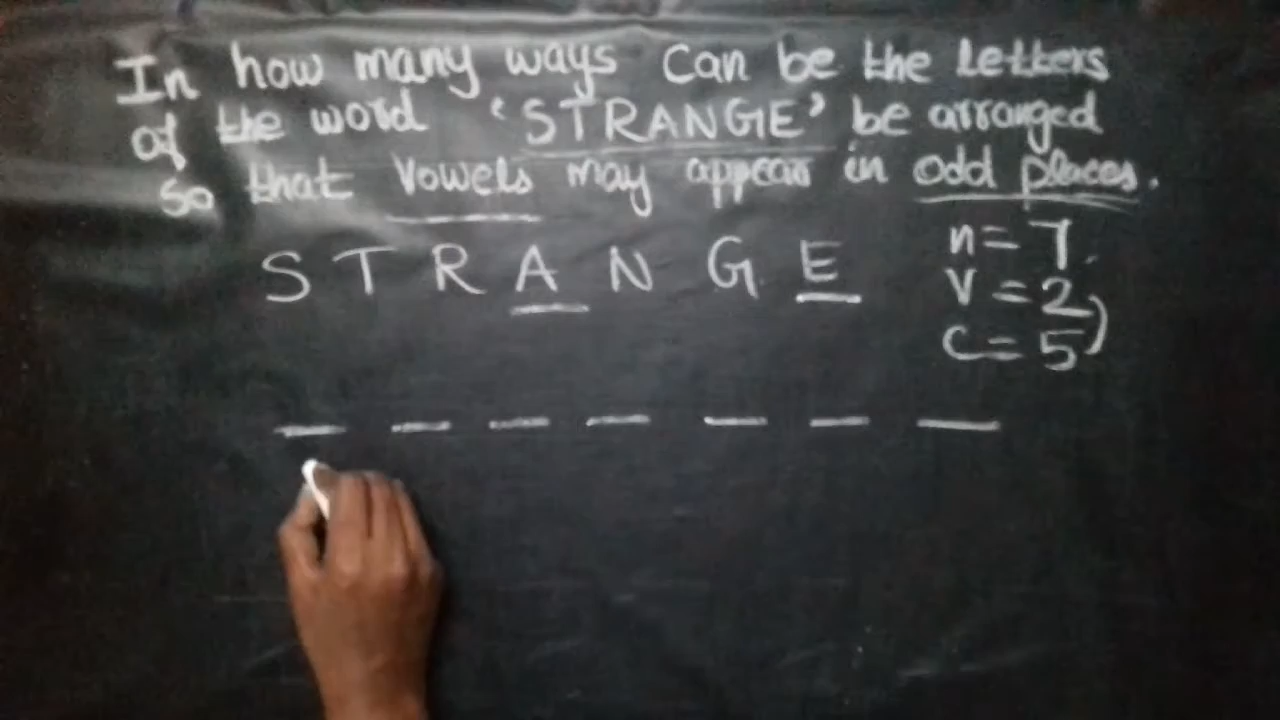 In how many ways can be the letters
of the word 'STRANGE' be arranged
so that vowels may appear in odd places.
S T R A N G E
n = 7
V = 2
C = 5